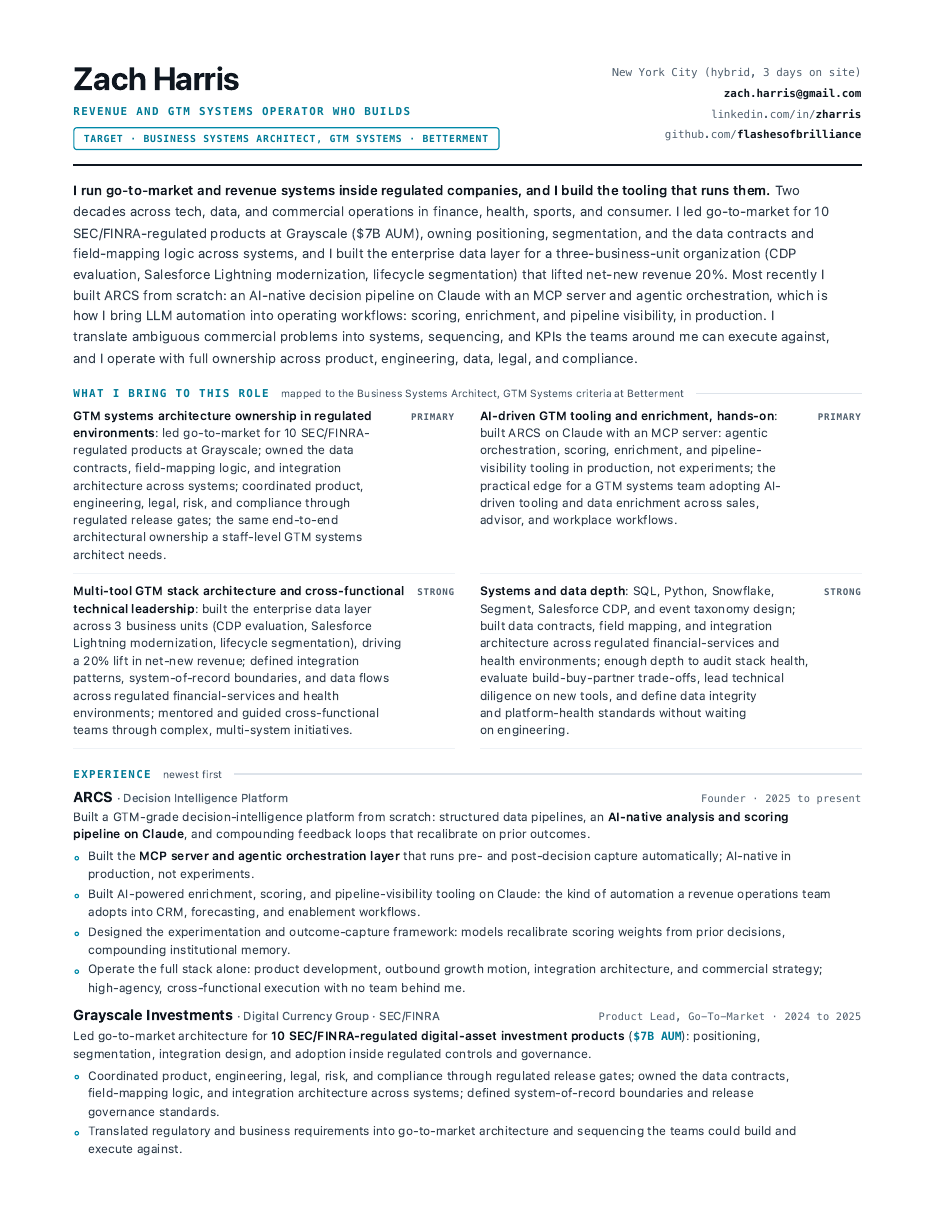 Zach Harris
REVENUE AND GTM SYSTEMS OPERATOR WHO BUILDS
TARGET · BUSINESS SYSTEMS ARCHITECT, GTM SYSTEMS · BETTERMENT
New York City (hybrid, 3 days on site)
zach.harris@gmail.com
linkedin.com/in/zharris
github.com/flashesofbrilliance
I run go-to-market and revenue systems inside regulated companies, and I build the tooling that runs them. Two
decades across tech, data, and commercial operations in finance, health, sports, and consumer. I led go-to-market for 10
SEC/FINRA-regulated products at Grayscale ($7B AUM), owning positioning, segmentation, and the data contracts and
field-mapping logic across systems, and I built the enterprise data layer for a three-business-unit organization (CDP
evaluation, Salesforce Lightning modernization, lifecycle segmentation) that lifted net-new revenue 20%. Most recently I
built ARCS from scratch: an AI-native decision pipeline on Claude with an MCP server and agentic orchestration, which is
how I bring LLM automation into operating workflows: scoring, enrichment, and pipeline visibility, in production. I
translate ambiguous commercial problems into systems, sequencing, and KPIs the teams around me can execute against,
and I operate with full ownership across product, engineering, data, legal, and compliance.
WHAT I BRING TO THIS ROLE mapped to the Business Systems Architect, GTM Systems criteria at Betterment
GTM systems architecture ownership in regulated PRIMARY
environments: led go-to-market for 10 SEC/FINRA-
regulated products at Grayscale; owned the data
contracts, field-mapping logic, and integration
architecture across systems; coordinated product,
engineering, legal, risk, and compliance through
regulated release gates; the same end-to-end
architectural ownership a staff-level GTM systems
architect needs.
AI-driven GTM tooling and enrichment, hands-on: PRIMARY
built ARCS on Claude with an MCP server: agentic
orchestration, scoring, enrichment, and pipeline-
visibility tooling in production, not experiments; the
practical edge for a GTM systems team adopting AI-
driven tooling and data enrichment across sales,
advisor, and workplace workflows.
Multi-tool GTM stack architecture and cross-functional STRONG
technical leadership: built the enterprise data layer
across 3 business units (CDP evaluation, Salesforce
Lightning modernization, lifecycle segmentation), driving
a 20% lift in net-new revenue; defined integration
patterns, system-of-record boundaries, and data flows
across regulated financial-services and health
environments; mentored and guided cross-functional
teams through complex, multi-system initiatives.
Systems and data depth: SQL, Python, Snowflake, STRONG
Segment, Salesforce CDP, and event taxonomy design;
built data contracts, field mapping, and integration
architecture across regulated financial-services and
health environments; enough depth to audit stack health,
evaluate build-buy-partner trade-offs, lead technical
diligence on new tools, and define data integrity
and platform-health standards without waiting
on engineering.
EXPERIENCE newest first
ARCS · Decision Intelligence Platform Founder · 2025 to present
Built a GTM-grade decision-intelligence platform from scratch: structured data pipelines, an AI-native analysis and scoring
pipeline on Claude, and compounding feedback loops that recalibrate on prior outcomes.
Built the MCP server and agentic orchestration layer that runs pre- and post-decision capture automatically; AI-native in
production, not experiments.
Built AI-powered enrichment, scoring, and pipeline-visibility tooling on Claude: the kind of automation a revenue operations team
adopts into CRM, forecasting, and enablement workflows.
Designed the experimentation and outcome-capture framework: models recalibrate scoring weights from prior decisions,
compounding institutional memory.
Operate the full stack alone: product development, outbound growth motion, integration architecture, and commercial strategy;
high-agency, cross-functional execution with no team behind me.
Grayscale Investments · Digital Currency Group · SEC/FINRA Product Lead, Go-To-Market · 2024 to 2025
Led go-to-market architecture for 10 SEC/FINRA-regulated digital-asset investment products ($7B AUM): positioning,
segmentation, integration design, and adoption inside regulated controls and governance.
Coordinated product, engineering, legal, risk, and compliance through regulated release gates; owned the data contracts,
field-mapping logic, and integration architecture across systems; defined system-of-record boundaries and release
governance standards.
Translated regulatory and business requirements into go-to-market architecture and sequencing the teams could build and
execute against.